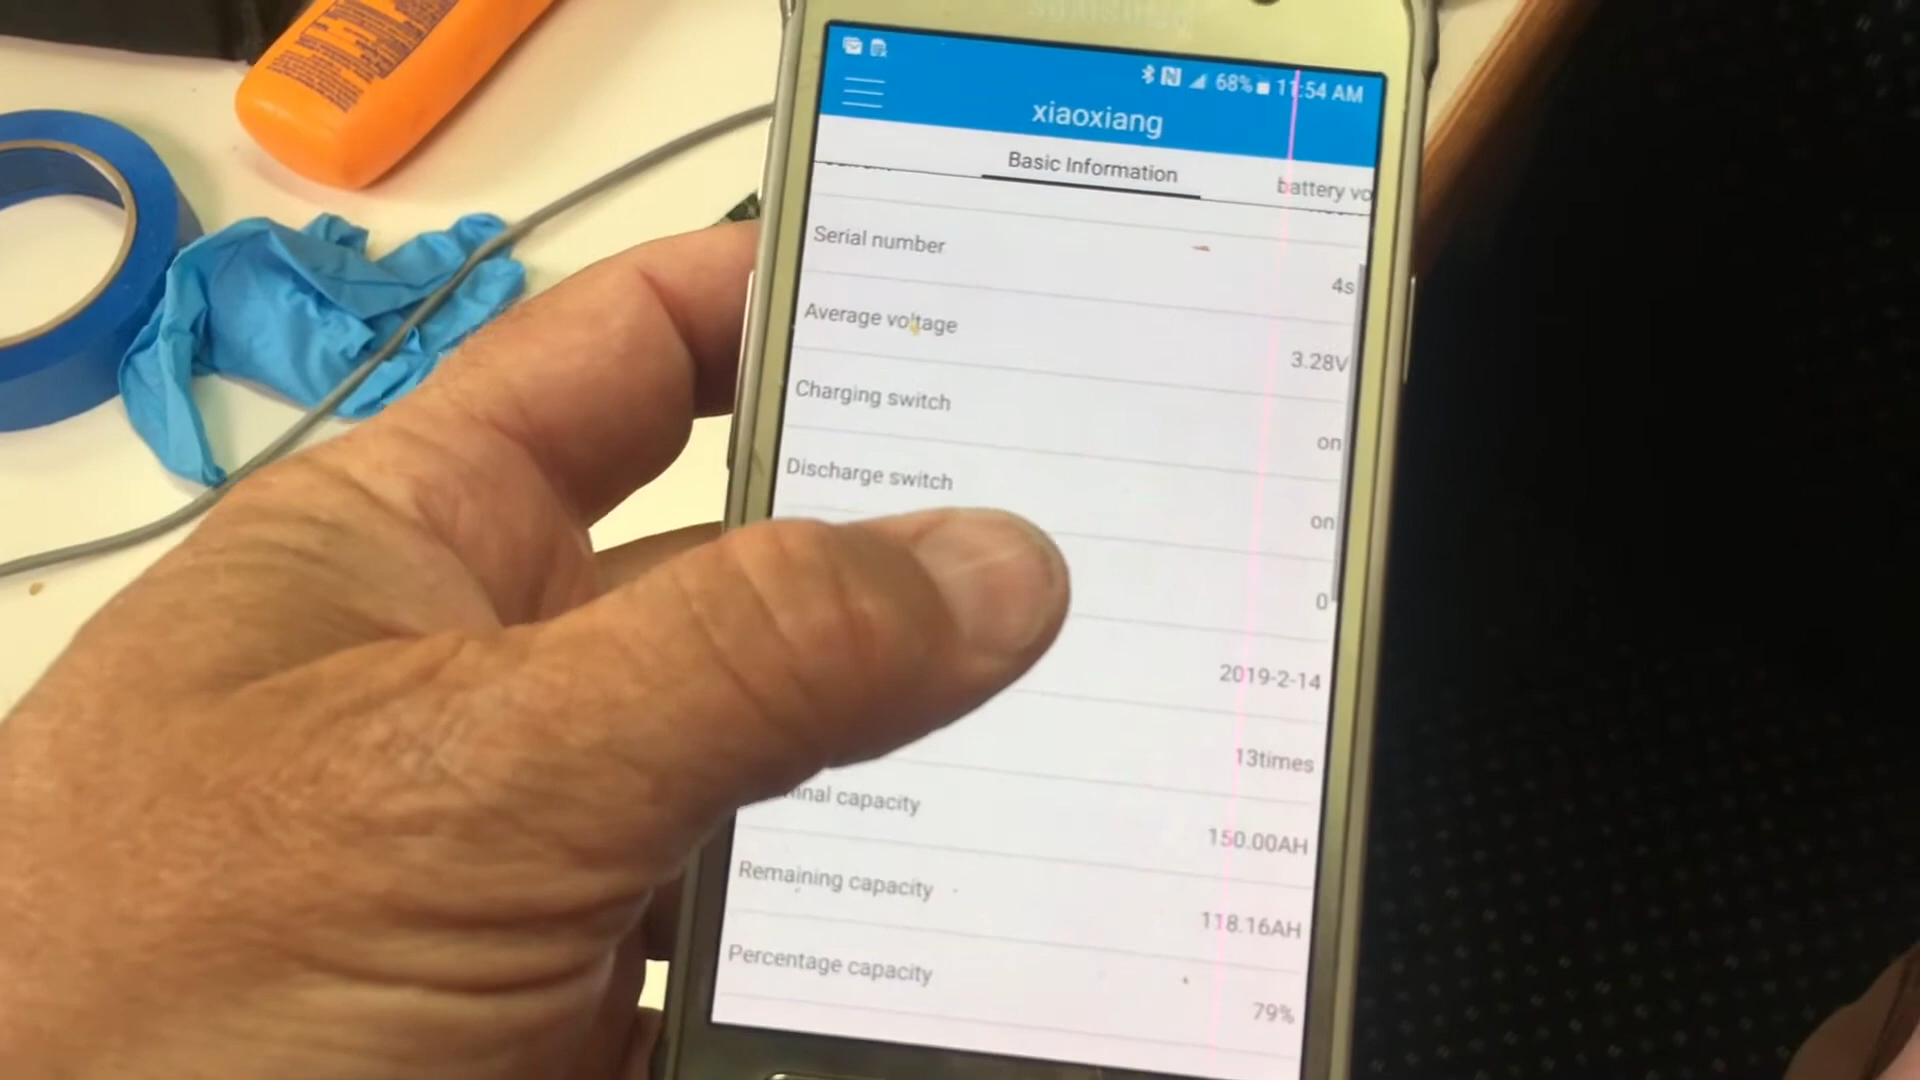 SAMSUNG
68% 11:54 AM
xiaoxiang
Basic Information
battery vo
Serial number
4s
Average voltage
3.28V
Charging switch
on
Discharge switch
on
0
2019-2-14
13times
inal capacity
150.00AH
Remaining capacity
118.16AH
Percentage capacity
79%